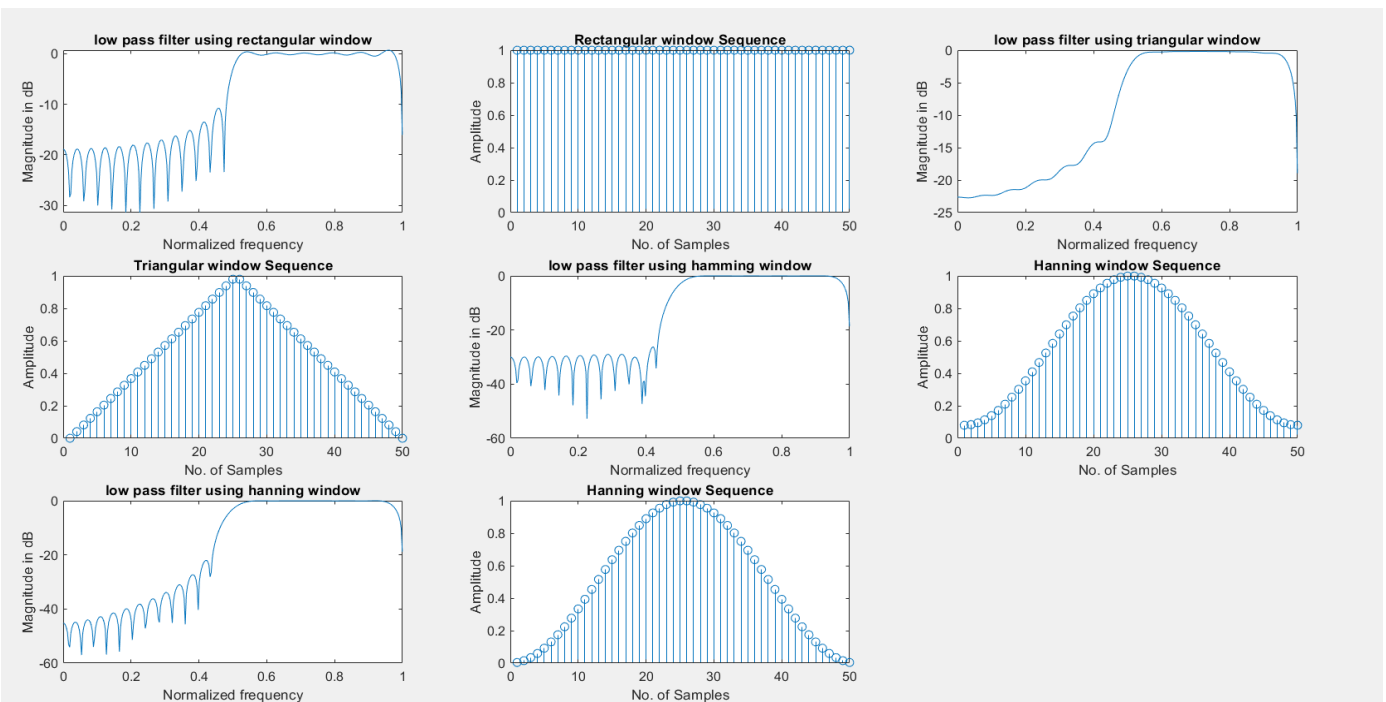 low pass filter using rectangular window
0
-10
-20
-30
Magnitude in dB
0 0.2 0.4 0.6 0.8 1
Normalized frequency
Rectangular window Sequence
1
0.8
0.6
0.4
0.2
0
Amplitude
0 10 20 30 40 50
No. of Samples
low pass filter using triangular window
0
-5
-10
-15
-20
-25
Magnitude in dB
0 0.2 0.4 0.6 0.8 1
Normalized frequency
Triangular window Sequence
1
0.8
0.6
0.4
0.2
0
Amplitude
0 10 20 30 40 50
No. of Samples
low pass filter using hamming window
0
-20
-40
-60
Magnitude in dB
0 0.2 0.4 0.6 0.8 1
Normalized frequency
Hanning window Sequence
1
0.8
0.6
0.4
0.2
0
Amplitude
0 10 20 30 40 50
No. of Samples
low pass filter using hanning window
0
-20
-40
-60
Magnitude in dB
0 0.2 0.4 0.6 0.8 1
Normalized frequency
Hanning window Sequence
1
0.8
0.6
0.4
0.2
0
Amplitude
0 10 20 30 40 50
No. of Samples